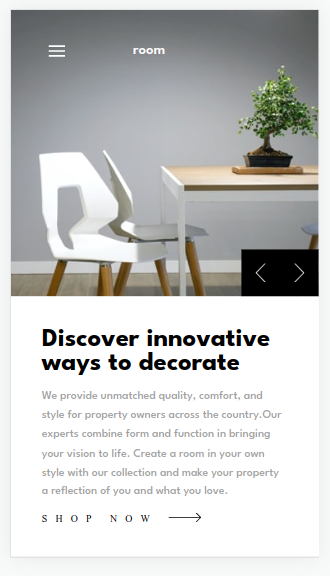 room
Discover innovative
ways to decorate
We provide unmatched quality, comfort, and
style for property owners across the country.Our
experts combine form and function in bringing
your vision to life. Create a room in your own
style with our collection and make your property
a reflection of you and what you love.
SHOP NOW